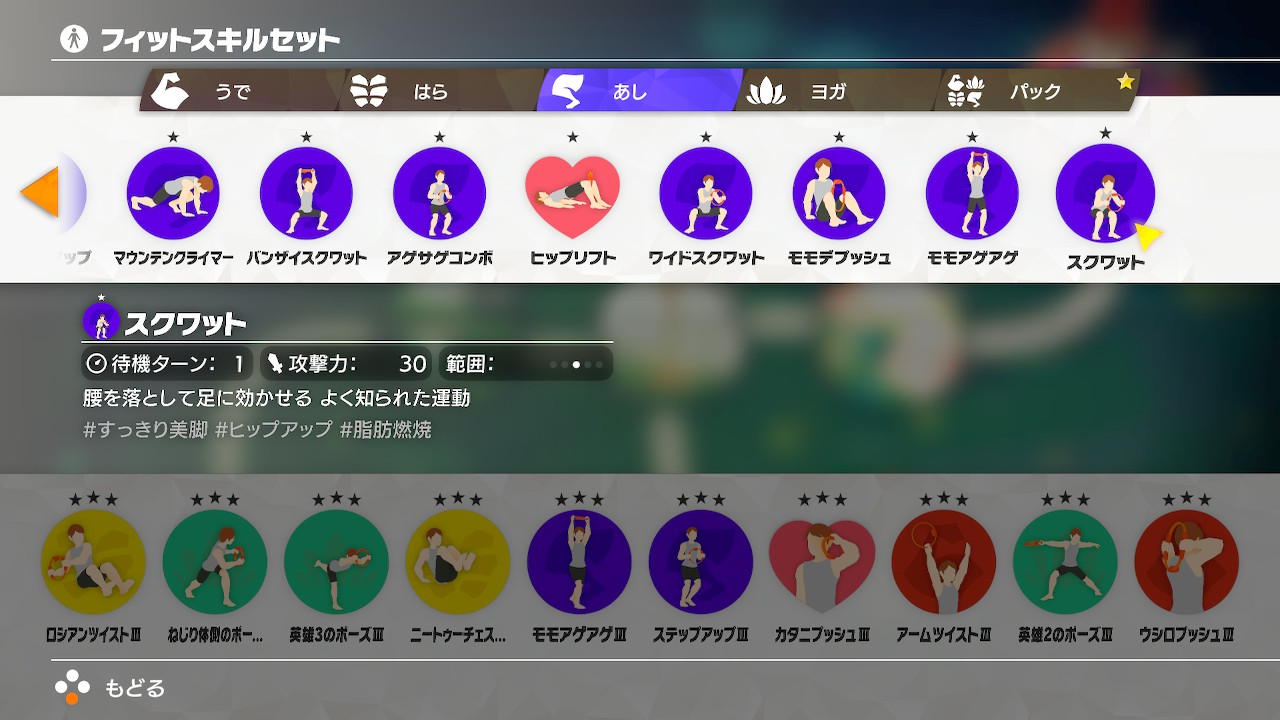 フィットスキルセット
うで
はら
あし
ヨガ
パック
ップ
マウンテンクライマー
バンザイスクワット
アゲサゲコンボ
ヒップリフト
ワイドスクワット
モモデプッシュ
モモアゲアゲ
スクワット
スクワット
待機ターン: 1
攻撃力: 30
範囲:
腰を落として足に効かせる よく知られた運動
#すっきり美脚 #ヒップアップ #脂肪燃焼
ロシアンツイストⅢ
ねじり体側のポー...
英雄3のポーズⅢ
ニートゥーチェス...
モモアゲアゲⅢ
ステップアップⅢ
カタニプッシュⅢ
アームツイストⅢ
英雄2のポーズⅢ
ウシロプッシュⅢ
もどる